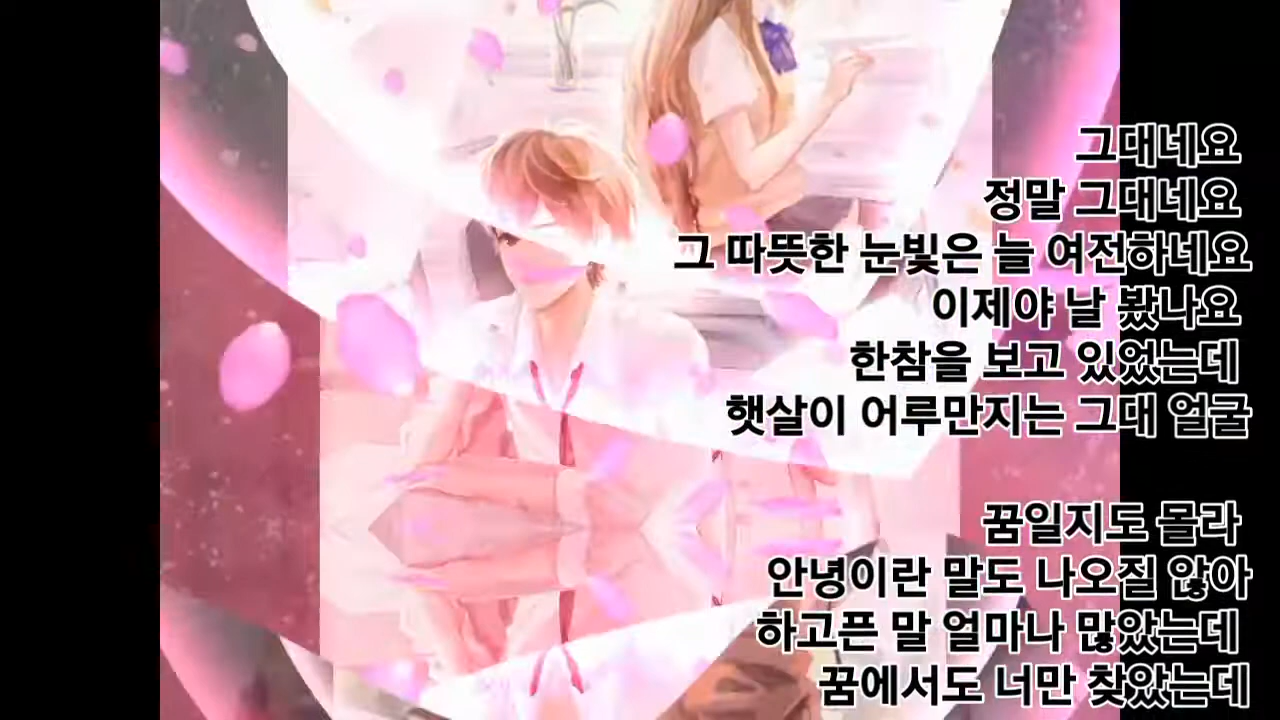 그대네요
정말 그대네요
그 따뜻한 눈빛은 늘 여전하네요
이제야 날 봤나요
한참을 보고 있었는데
햇살이 어루만지는 그대 얼굴
꿈일지도 몰라
안녕이란 말도 나오질 않아
하고픈 말 얼마나 많았는데
꿈에서도 너만 찾았는데